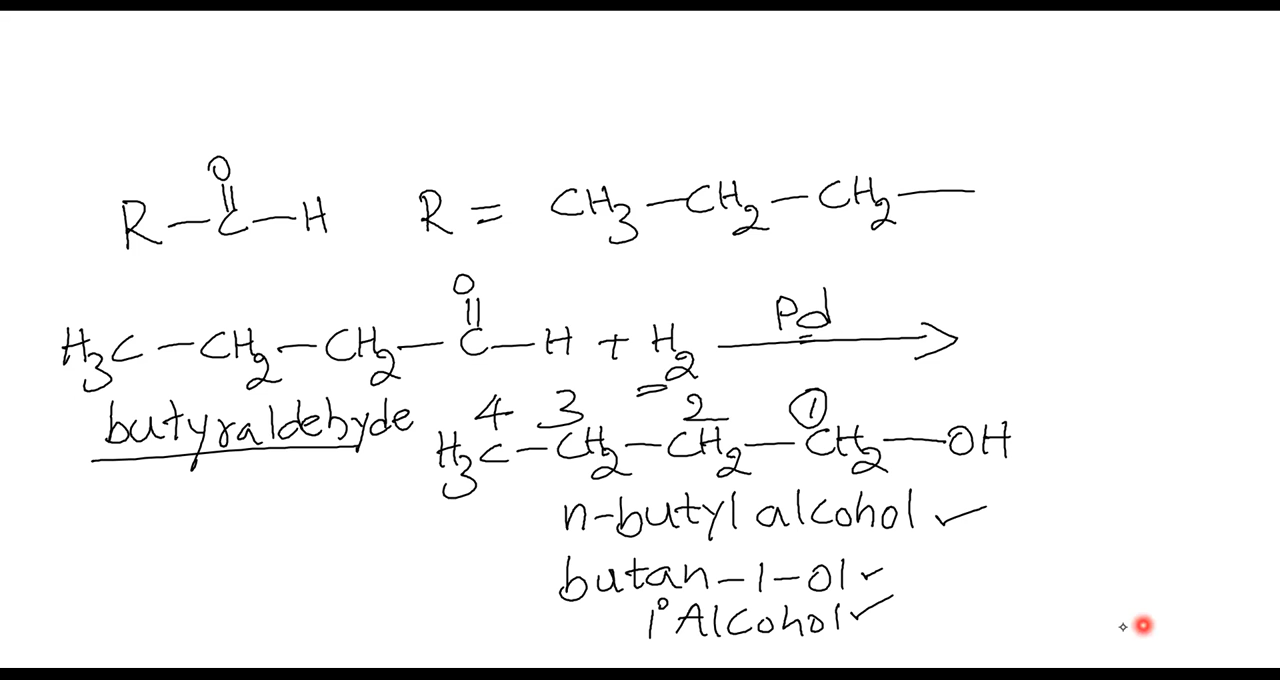 O
R-C-H R = CH3-CH2-CH2-
O
H3C-CH2-CH2-C-H + H2 Pd
butyraldehyde 4 3 2 1
H3C-CH2-CH2-CH2-OH
n-butyl alcohol ✓
butan-1-ol ✓
1° Alcohol ✓